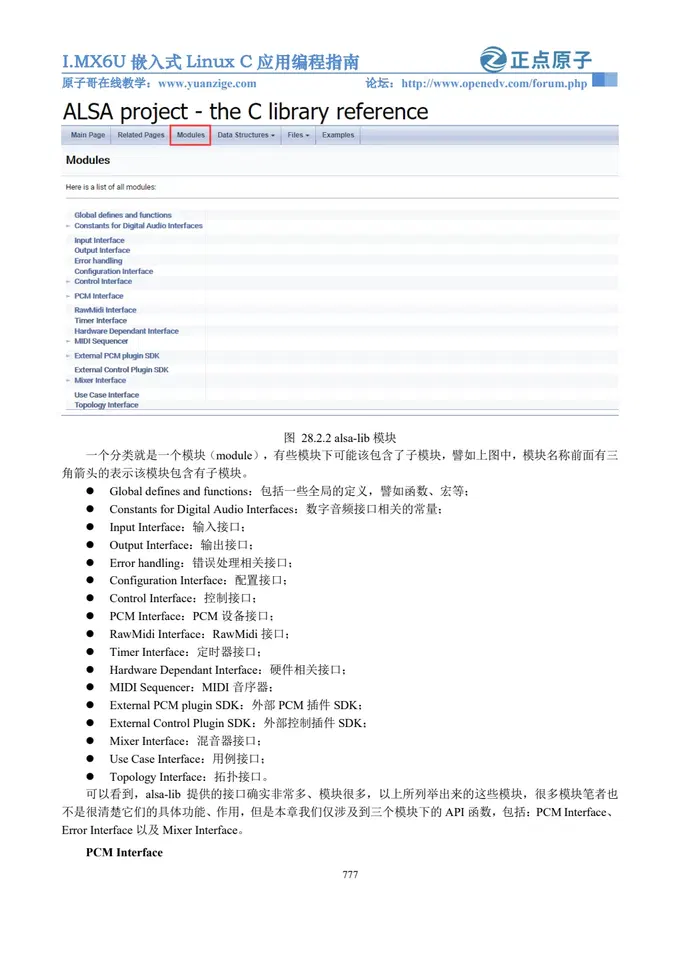 I.MX6U 嵌入式 Linux C 应用编程指南
正点原子
原子哥在线教学：www.yuanzige.com 论坛：http://www.openedv.com/forum.php
ALSA project - the C library reference
Main Page Related Pages Modules Data Structures Files Examples
Modules
Here is a list of all modules:
Global defines and functions
Constants for Digital Audio Interfaces
Input Interface
Output Interface
Error handling
Configuration Interface
Control Interface
PCM Interface
RawMidi Interface
Timer Interface
Hardware Dependant Interface
MIDI Sequencer
External PCM plugin SDK
External Control Plugin SDK
Mixer Interface
Use Case Interface
Topology Interface
图 28.2.2 alsa-lib 模块
一个分类就是一个模块（module），有些模块下可能该包含了子模块，譬如上图中，模块名称前面有三
角箭头的表示该模块包含有子模块。
● Global defines and functions：包括一些全局的定义，譬如函数、宏等；
● Constants for Digital Audio Interfaces：数字音频接口相关的常量；
● Input Interface：输入接口；
● Output Interface：输出接口；
● Error handling：错误处理相关接口；
● Configuration Interface：配置接口；
● Control Interface：控制接口；
● PCM Interface：PCM 设备接口；
● RawMidi Interface：RawMidi 接口；
● Timer Interface：定时器接口；
● Hardware Dependant Interface：硬件相关接口；
● MIDI Sequencer：MIDI 音序器；
● External PCM plugin SDK：外部 PCM 插件 SDK；
● External Control Plugin SDK：外部控制插件 SDK；
● Mixer Interface：混音器接口；
● Use Case Interface：用例接口；
● Topology Interface：拓扑接口。
可以看到，alsa-lib 提供的接口确实非常多、模块很多，以上所列举出来的这些模块，很多模块笔者也
不是很清楚它们的具体功能、作用，但是本章我们仅涉及到三个模块下的 API 函数，包括：PCM Interface、
Error Interface 以及 Mixer Interface。
PCM Interface
777